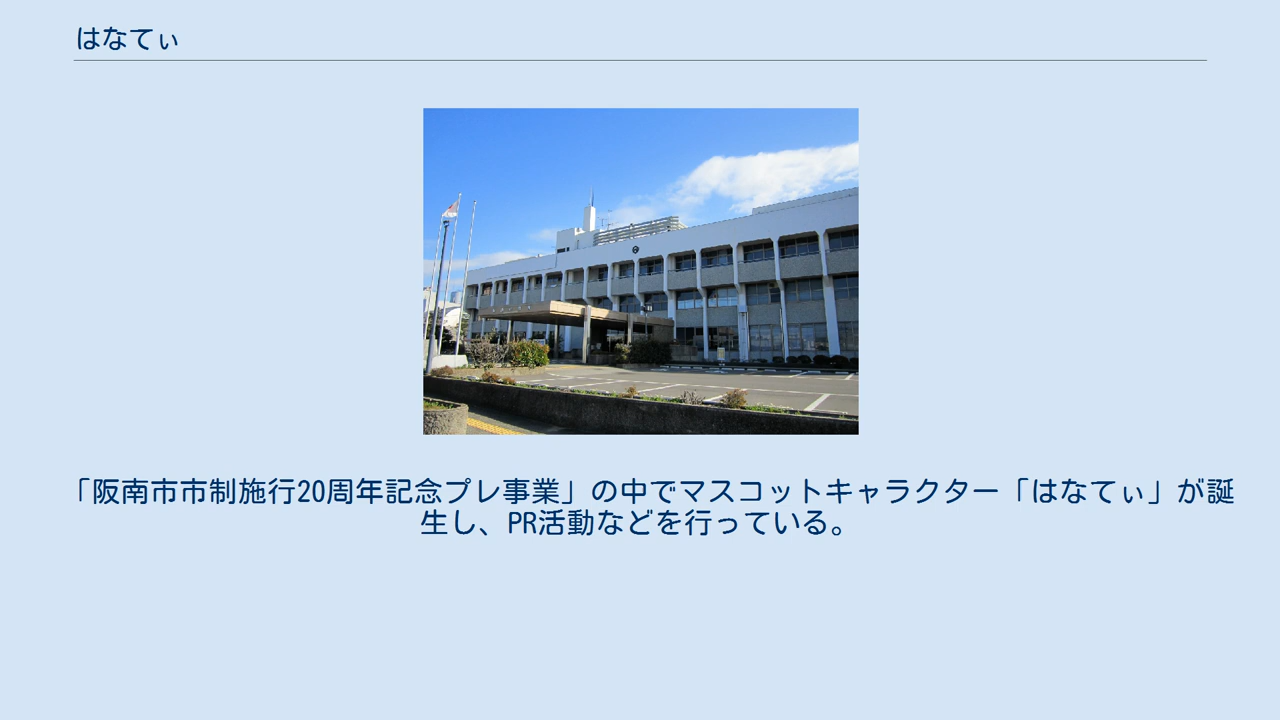 はなてぃ
「阪南市市制施行20周年記念プレ事業」の中でマスコットキャラクター「はなてぃ」が誕
生し、PR活動などを行っている。